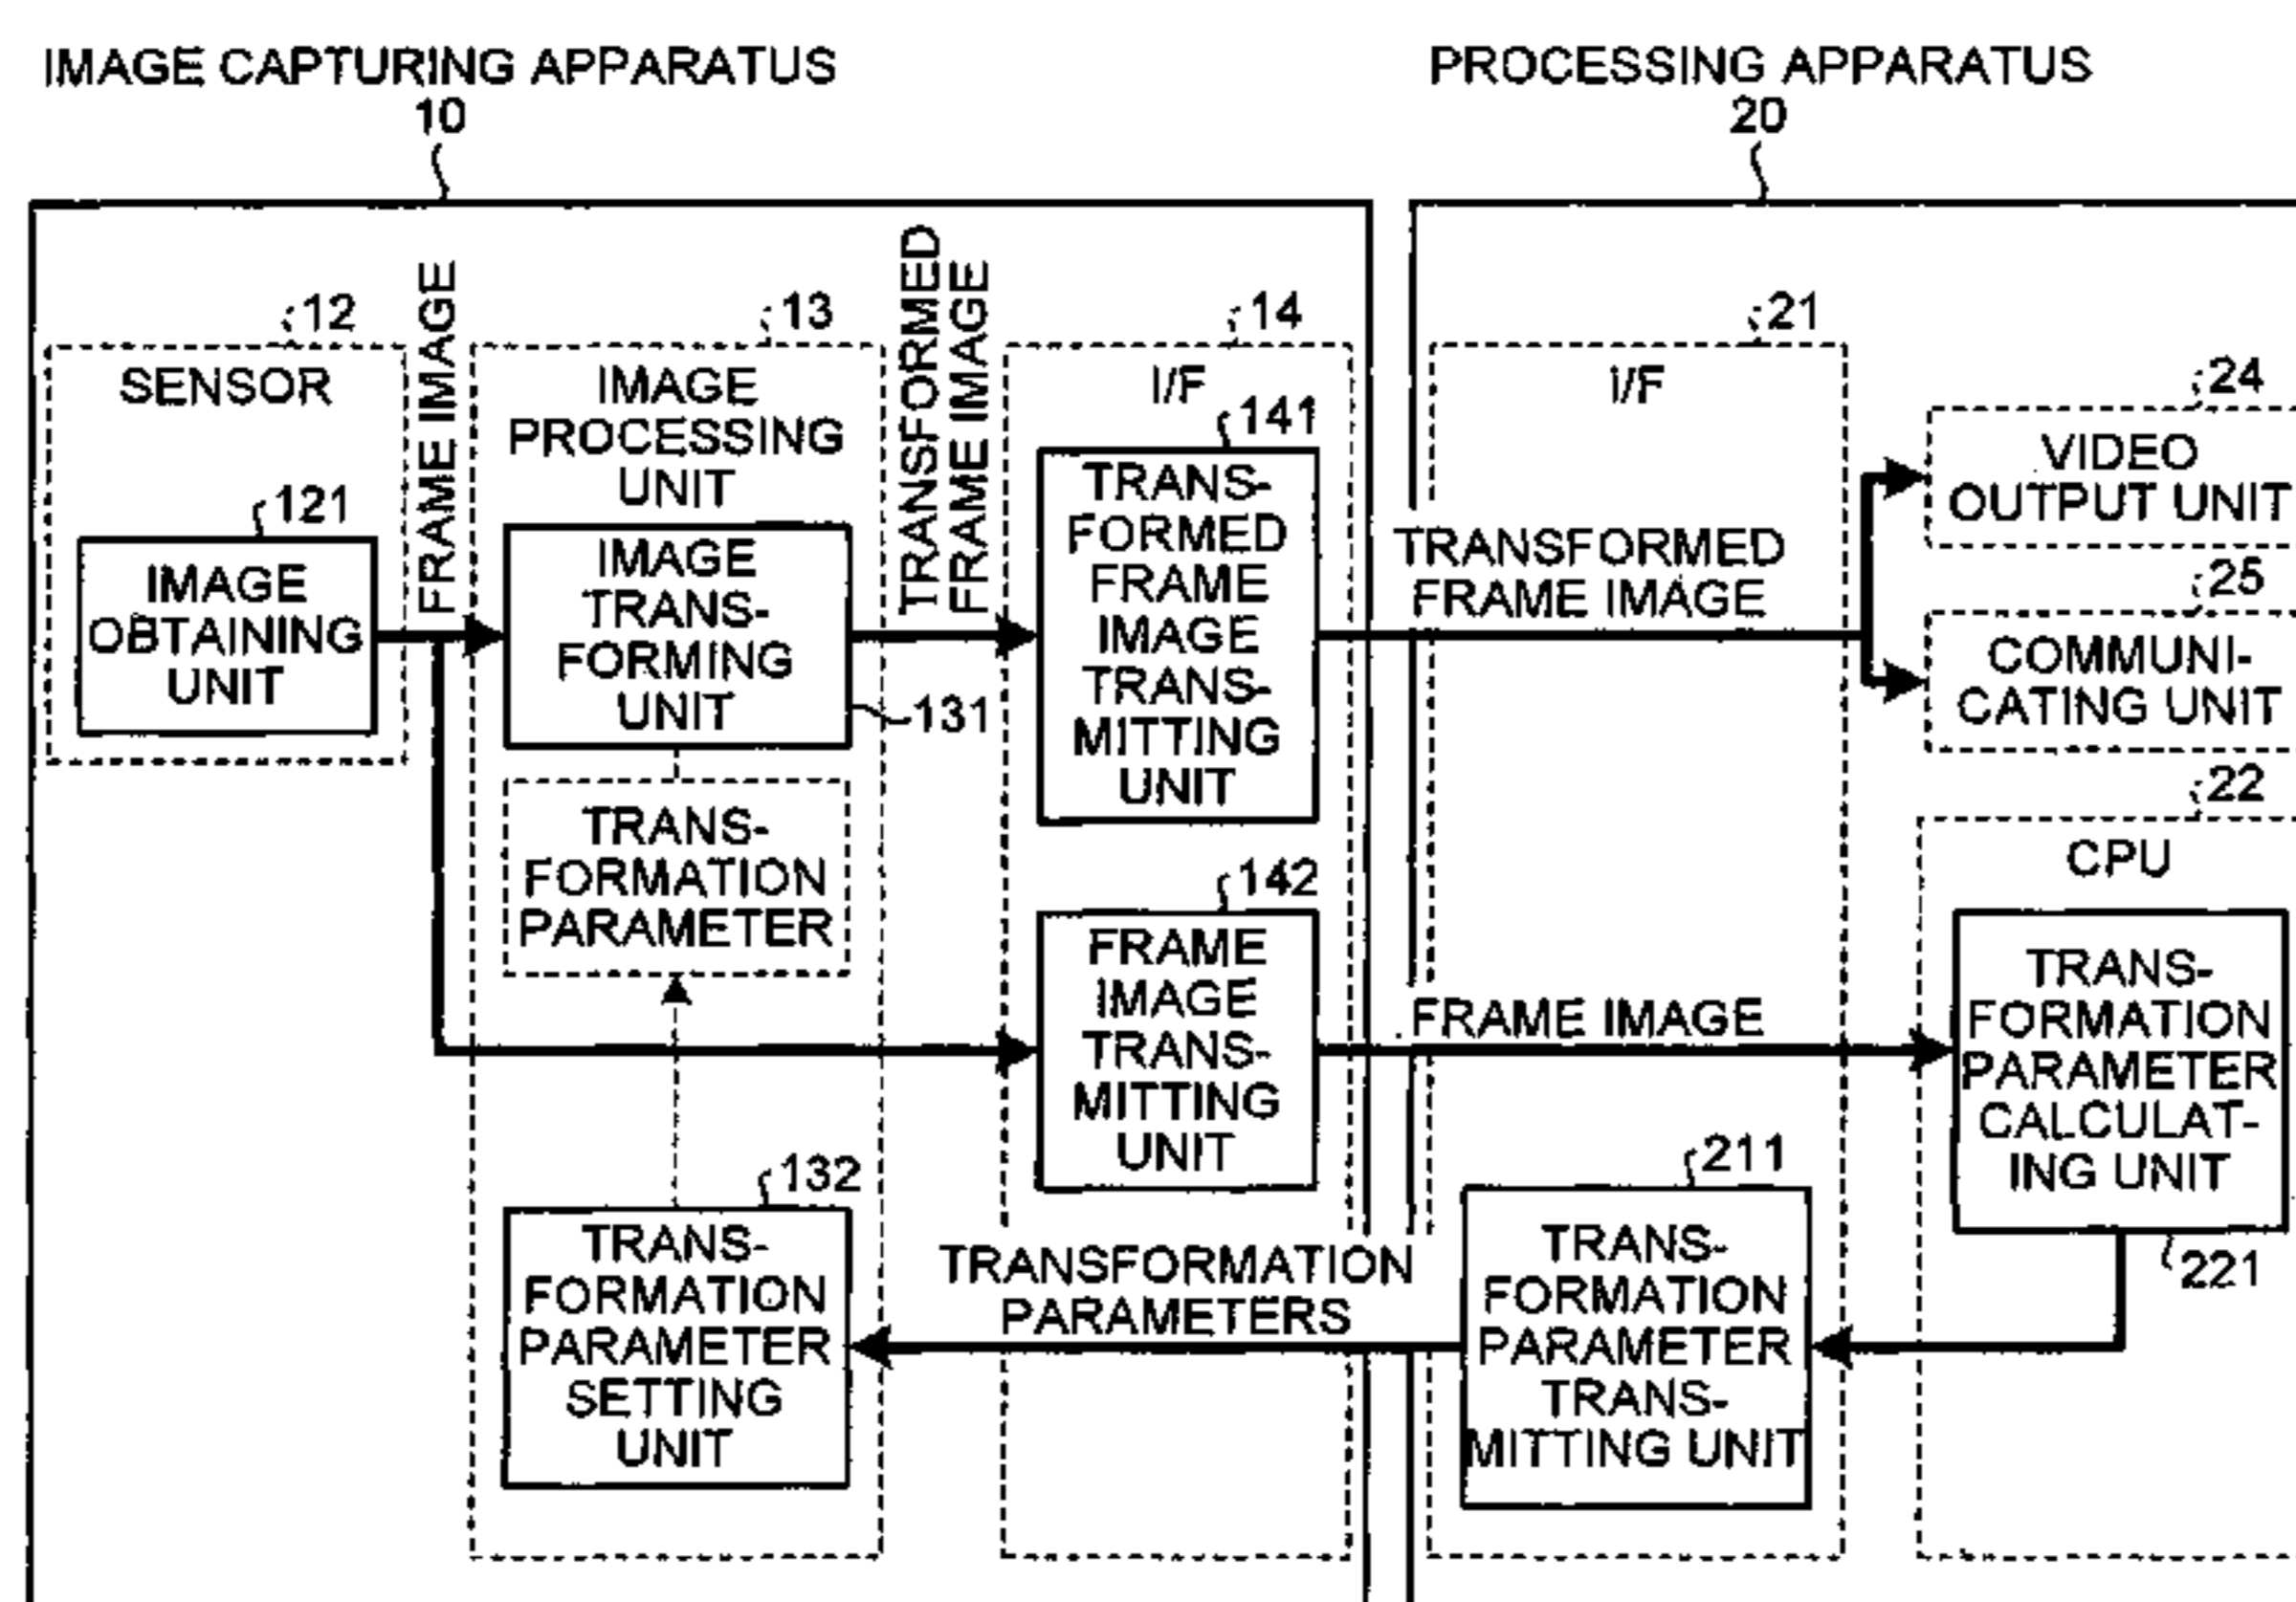 IMAGE CAPTURING APPARATUS
10
PROCESSING APPARATUS
20
12
SENSOR
121
IMAGE
OBTAINING
UNIT
FRAME IMAGE
13
IMAGE
PROCESSING
UNIT
IMAGE
TRANS-
FORMING
UNIT
131
TRANS-
FORMATION
PARAMETER
132
TRANS-
FORMATION
PARAMETER
SETTING
UNIT
TRANSFORMED
FRAME IMAGE
14
I/F
141
TRANS-
FORMED
FRAME
IMAGE
TRANS-
MITTING
UNIT
142
FRAME
IMAGE
TRANS-
MITTING
UNIT
TRANSFORMATION
PARAMETERS
21
I/F
TRANSFORMED
FRAME IMAGE
FRAME IMAGE
211
TRANS-
FORMATION
PARAMETER
TRANS-
MITTING UNIT
24
VIDEO
OUTPUT UNIT
25
COMMUNI-
CATING UNIT
22
CPU
TRANS-
FORMATION
PARAMETER
CALCULAT-
ING UNIT
221